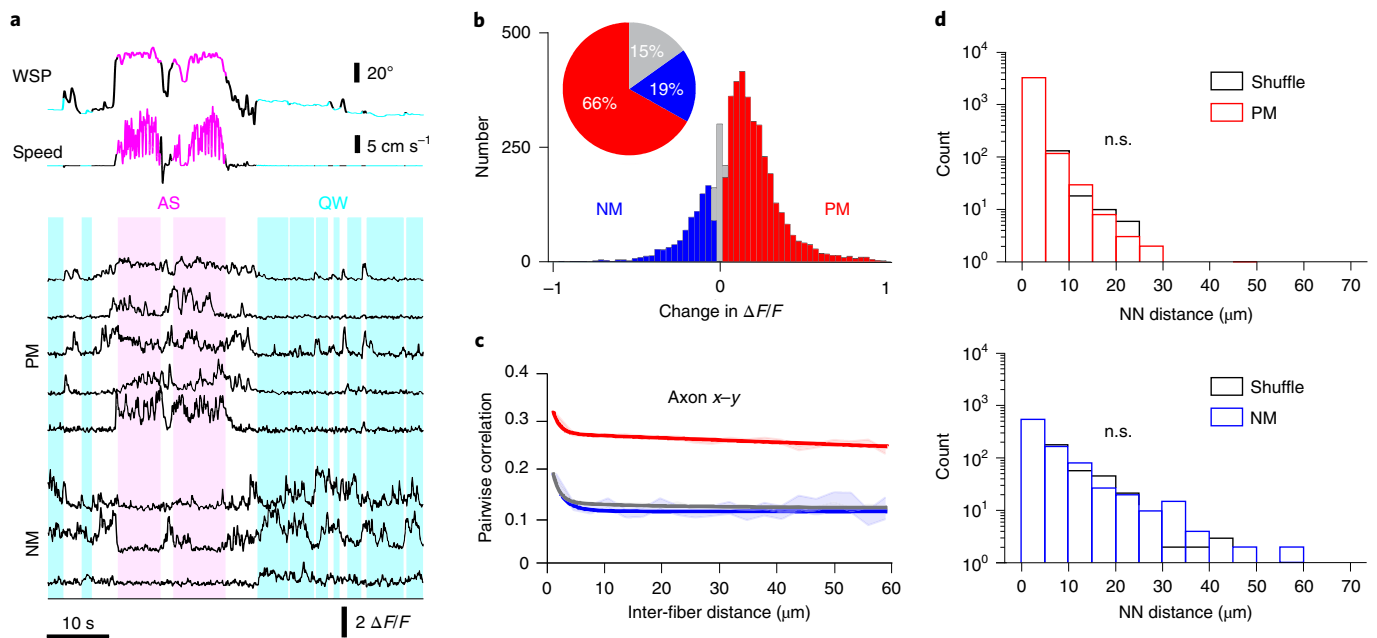 a
WSP
20°
Speed
5 cm s⁻¹
AS
QW
PM
NM
10 s
2 ΔF/F
b
500
250
0
Number
15%
19%
66%
NM
PM
−1
0
1
Change in ΔF/F
c
0.4
0.3
0.2
0.1
0
Pairwise correlation
Axon x–y
0
10
20
30
40
50
60
Inter-fiber distance (μm)
d
10⁴
10³
10²
10¹
10⁰
Count
Shuffle
PM
n.s.
0
10
20
30
40
50
60
70
NN distance (μm)
10⁴
10³
10²
10¹
10⁰
Count
Shuffle
NM
n.s.
0
10
20
30
40
50
60
70
NN distance (μm)